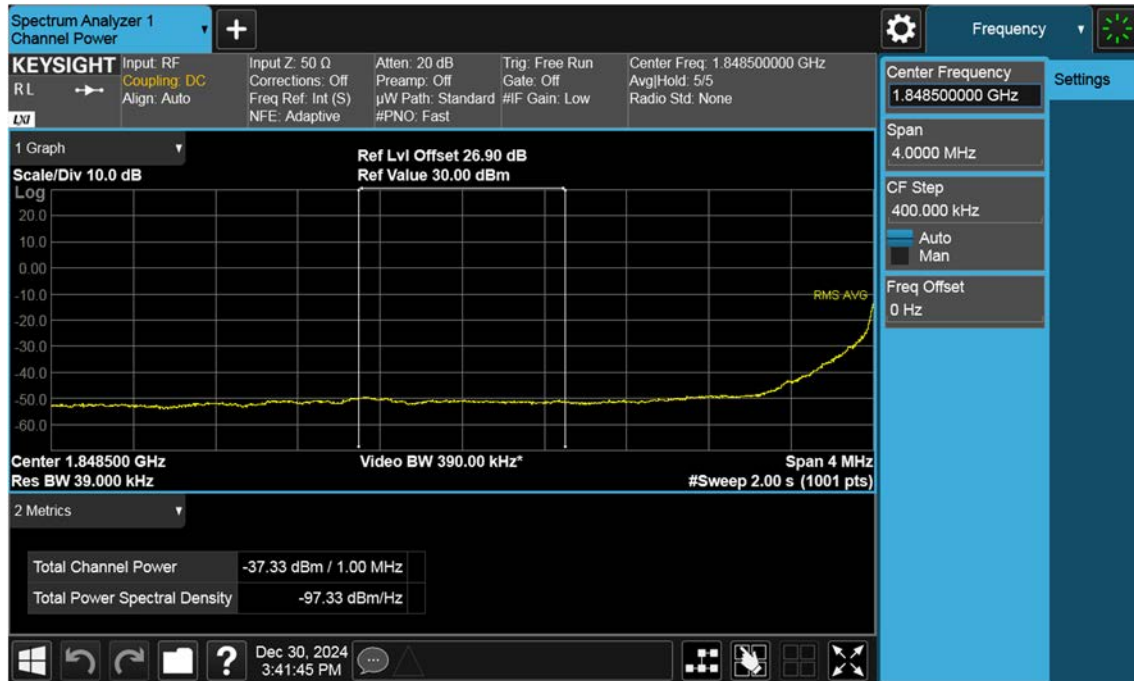 Spectrum Analyzer 1
Channel Power
+
Frequency
KEYSIGHT
RL
LXI
Input: RF
Coupling: DC
Align: Auto
Input Z: 50 Ω
Corrections: Off
Freq Ref: Int (S)
NFE: Adaptive
Atten: 20 dB
Preamp: Off
µW Path: Standard
#PNO: Fast
Trig: Free Run
Gate: Off
#IF Gain: Low
Center Freq: 1.848500000 GHz
Avg|Hold: 5/5
Radio Std: None
Center Frequency
1.848500000 GHz
Settings
Span
4.0000 MHz
CF Step
400.000 kHz
Auto
Man
Freq Offset
0 Hz
1 Graph
Ref Lvl Offset 26.90 dB
Scale/Div 10.0 dB
Ref Value 30.00 dBm
Log
20.0
10.0
0.00
-10.0
RMS AVG
-20.0
-30.0
-40.0
-50.0
-60.0
Center 1.848500 GHz
Video BW 390.00 kHz*
Span 4 MHz
Res BW 39.000 kHz
#Sweep 2.00 s (1001 pts)
2 Metrics
Total Channel Power -37.33 dBm / 1.00 MHz
Total Power Spectral Density -97.33 dBm/Hz
?
Dec 30, 2024
3:41:45 PM